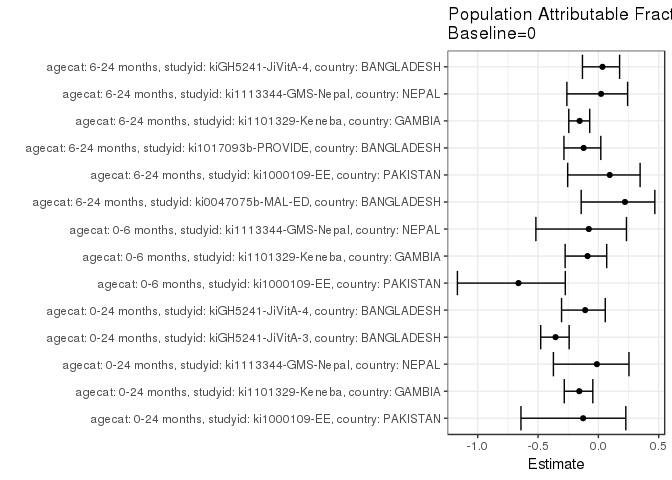 Population Attributable Fract
Baseline=0
agecat: 6-24 months, studyid: kiGH5241-JiVitA-4, country: BANGLADESH
agecat: 6-24 months, studyid: ki1113344-GMS-Nepal, country: NEPAL
agecat: 6-24 months, studyid: ki1101329-Keneba, country: GAMBIA
agecat: 6-24 months, studyid: ki1017093b-PROVIDE, country: BANGLADESH
agecat: 6-24 months, studyid: ki1000109-EE, country: PAKISTAN
agecat: 6-24 months, studyid: ki0047075b-MAL-ED, country: BANGLADESH
agecat: 0-6 months, studyid: ki1113344-GMS-Nepal, country: NEPAL
agecat: 0-6 months, studyid: ki1101329-Keneba, country: GAMBIA
agecat: 0-6 months, studyid: ki1000109-EE, country: PAKISTAN
agecat: 0-24 months, studyid: kiGH5241-JiVitA-4, country: BANGLADESH
agecat: 0-24 months, studyid: kiGH5241-JiVitA-3, country: BANGLADESH
agecat: 0-24 months, studyid: ki1113344-GMS-Nepal, country: NEPAL
agecat: 0-24 months, studyid: ki1101329-Keneba, country: GAMBIA
agecat: 0-24 months, studyid: ki1000109-EE, country: PAKISTAN
-1.0 -0.5 0.0 0.5
Estimate